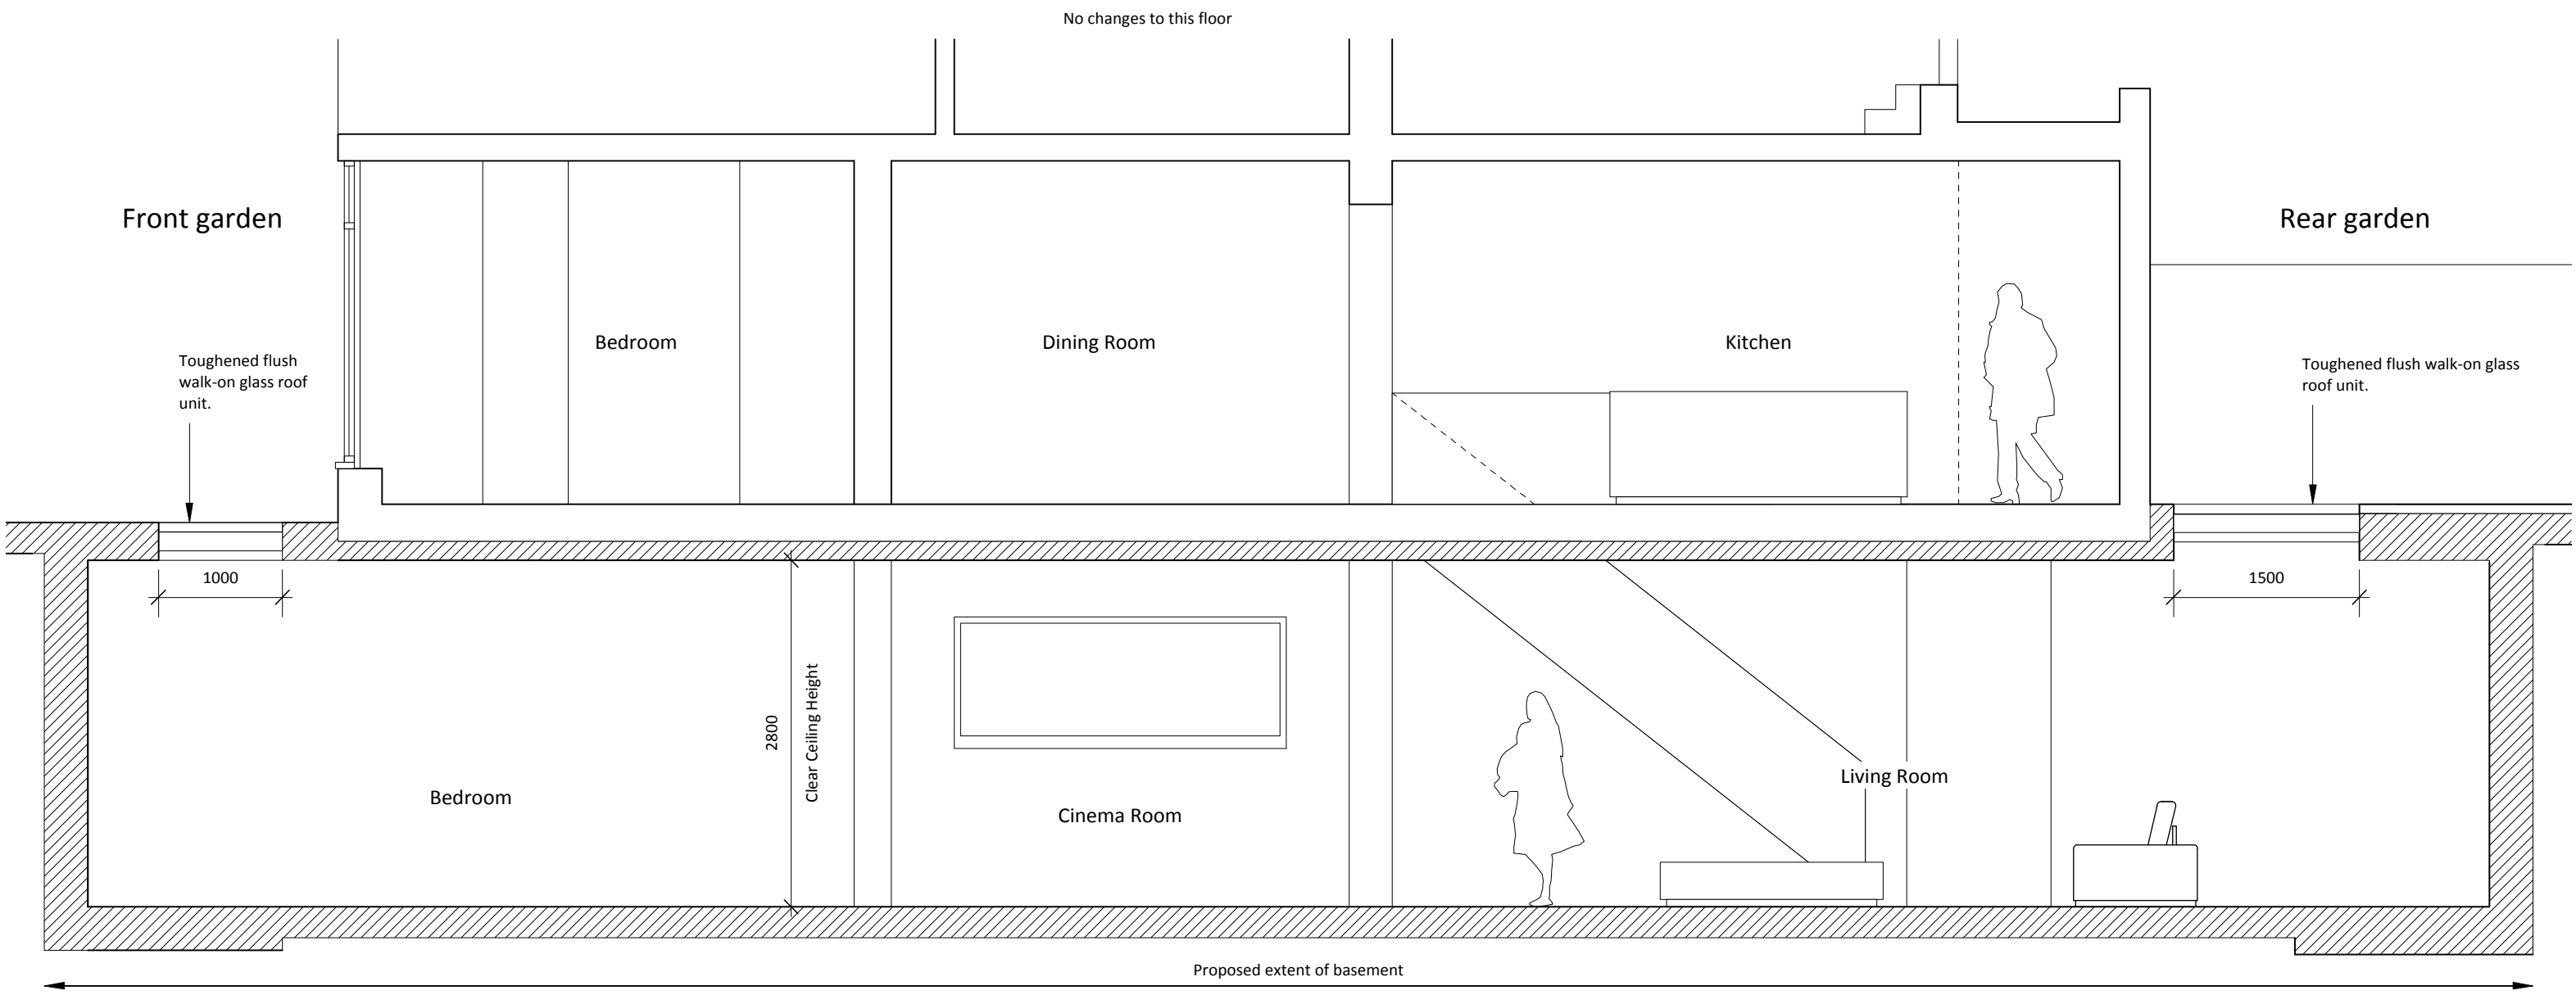 No changes to this floor
Front garden
Rear garden
Bedroom
Dining Room
Kitchen
Toughened flush
walk-on glass roof
unit.
Toughened flush walk-on glass
roof unit.
1000
1500
2800
Clear Ceiling Height
Bedroom
Cinema Room
Living Room
Proposed extent of basement